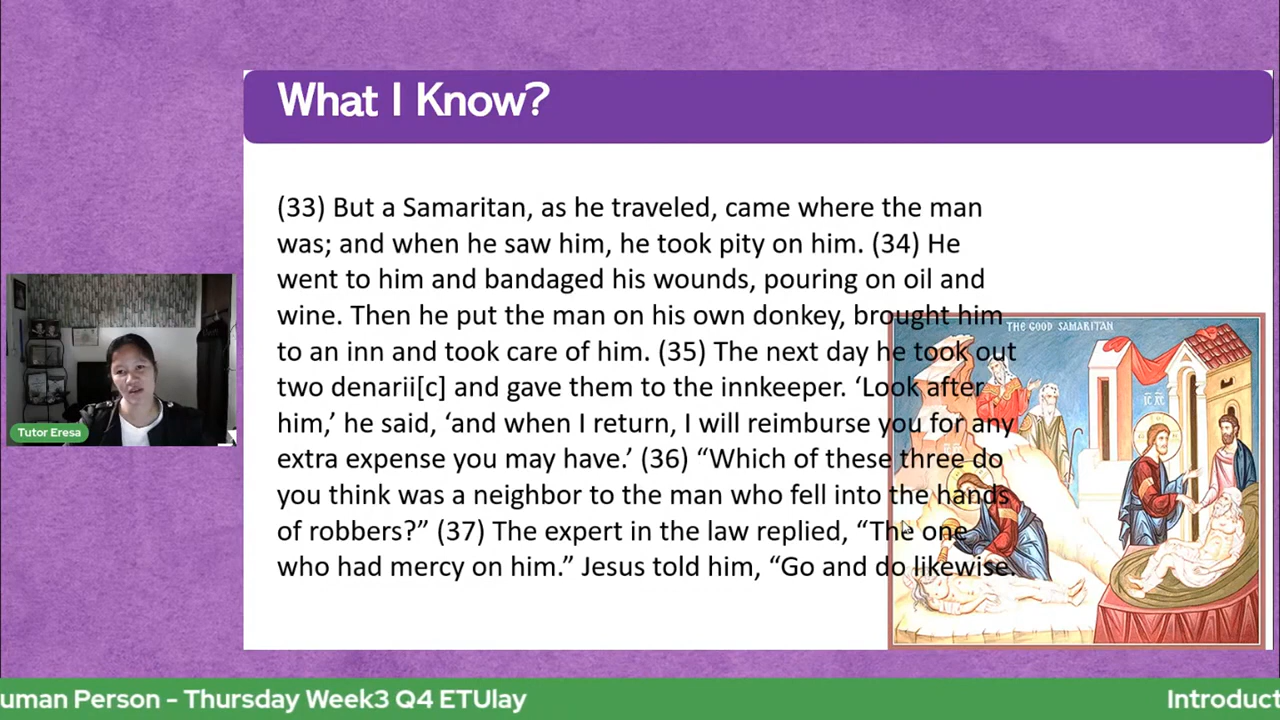 What I Know?
(33) But a Samaritan, as he traveled, came where the man
was; and when he saw him, he took pity on him. (34) He
went to him and bandaged his wounds, pouring on oil and
wine. Then he put the man on his own donkey, brought him
to an inn and took care of him. (35) The next day he took out
two denarii[c] and gave them to the innkeeper. ‘Look after
him,’ he said, ‘and when I return, I will reimburse you for any
extra expense you may have.’ (36) “Which of these three do
you think was a neighbor to the man who fell into the hands
of robbers?” (37) The expert in the law replied, “The one
who had mercy on him.” Jesus told him, “Go and do likewise.
THE GOOD SAMARITAN
IC XC
Tutor Eresa
uman Person - Thursday Week3 Q4 ETUlay
Introduct